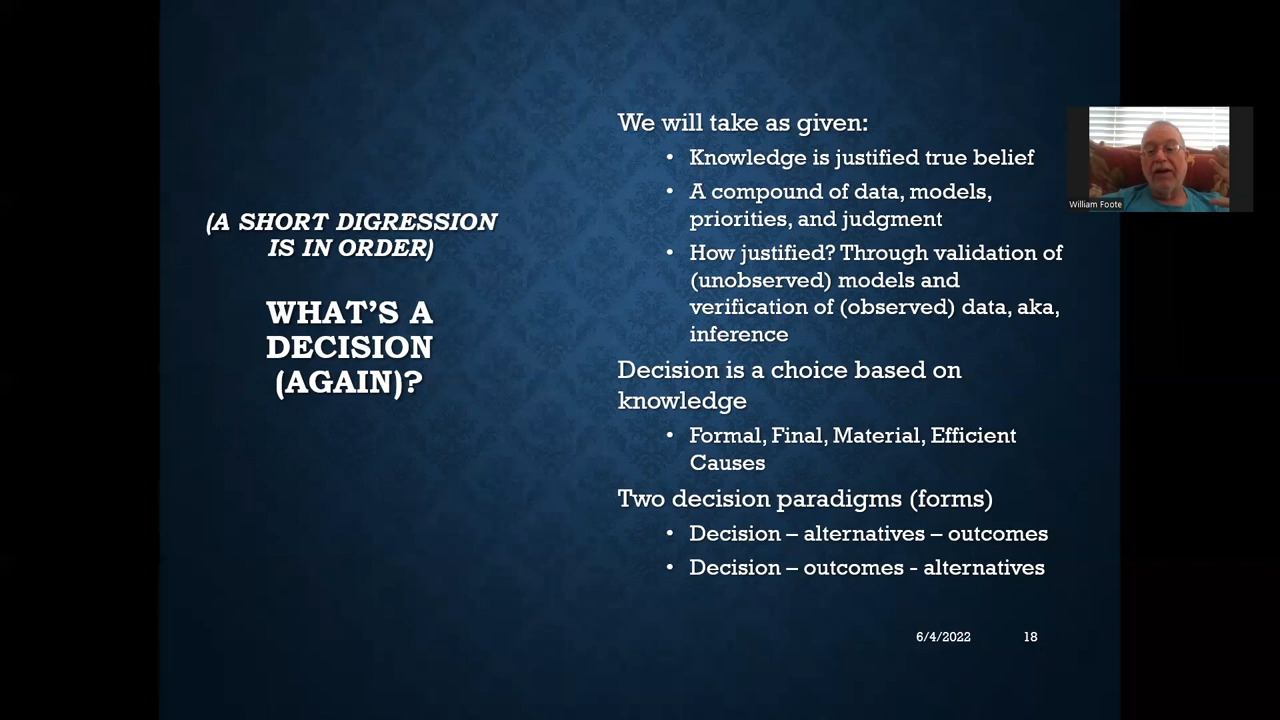 (A SHORT DIGRESSION
IS IN ORDER)
WHAT'S A
DECISION
(AGAIN)?
We will take as given:
• Knowledge is justified true belief
• A compound of data, models,
priorities, and judgment
• How justified? Through validation of
(unobserved) models and
verification of (observed) data, aka,
inference
Decision is a choice based on
knowledge
• Formal, Final, Material, Efficient
Causes
Two decision paradigms (forms)
• Decision – alternatives – outcomes
• Decision – outcomes - alternatives
6/4/2022 18
William Foote